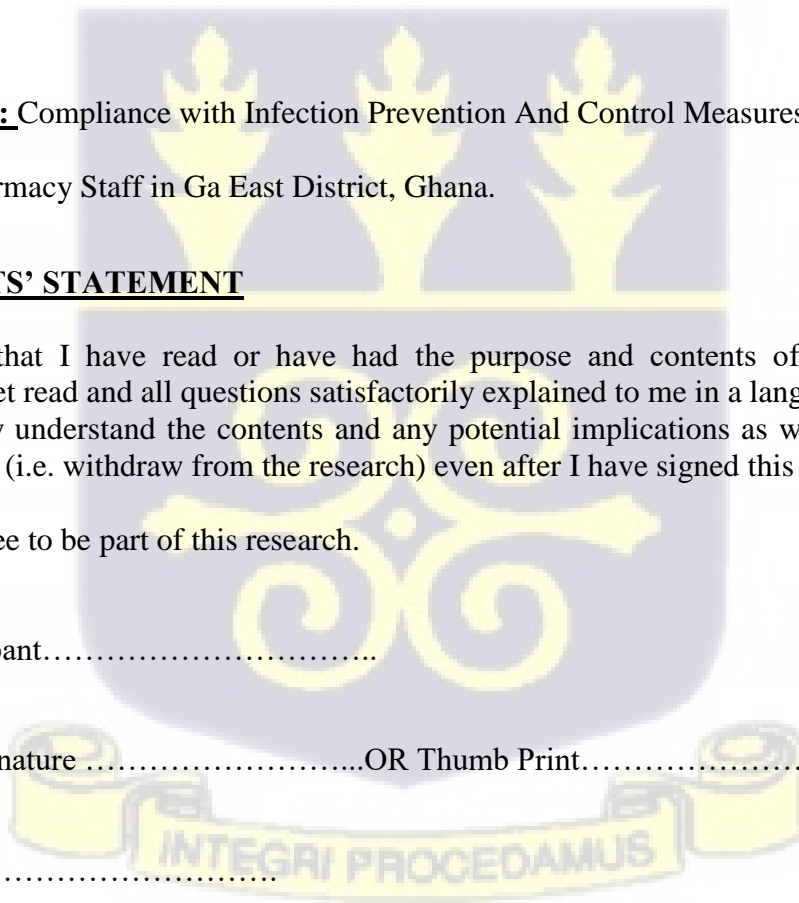 : Compliance with Infection Prevention And Control Measures
rmacy Staff in Ga East District, Ghana.
TS’ STATEMENT
that I have read or have had the purpose and contents of
et read and all questions satisfactorily explained to me in a lang
y understand the contents and any potential implications as w
(i.e. withdraw from the research) even after I have signed this
ee to be part of this research.
pant…………………………..
nature ……………………...OR Thumb Print…………………
INTEGRI PROCEDAMUS
……………………….